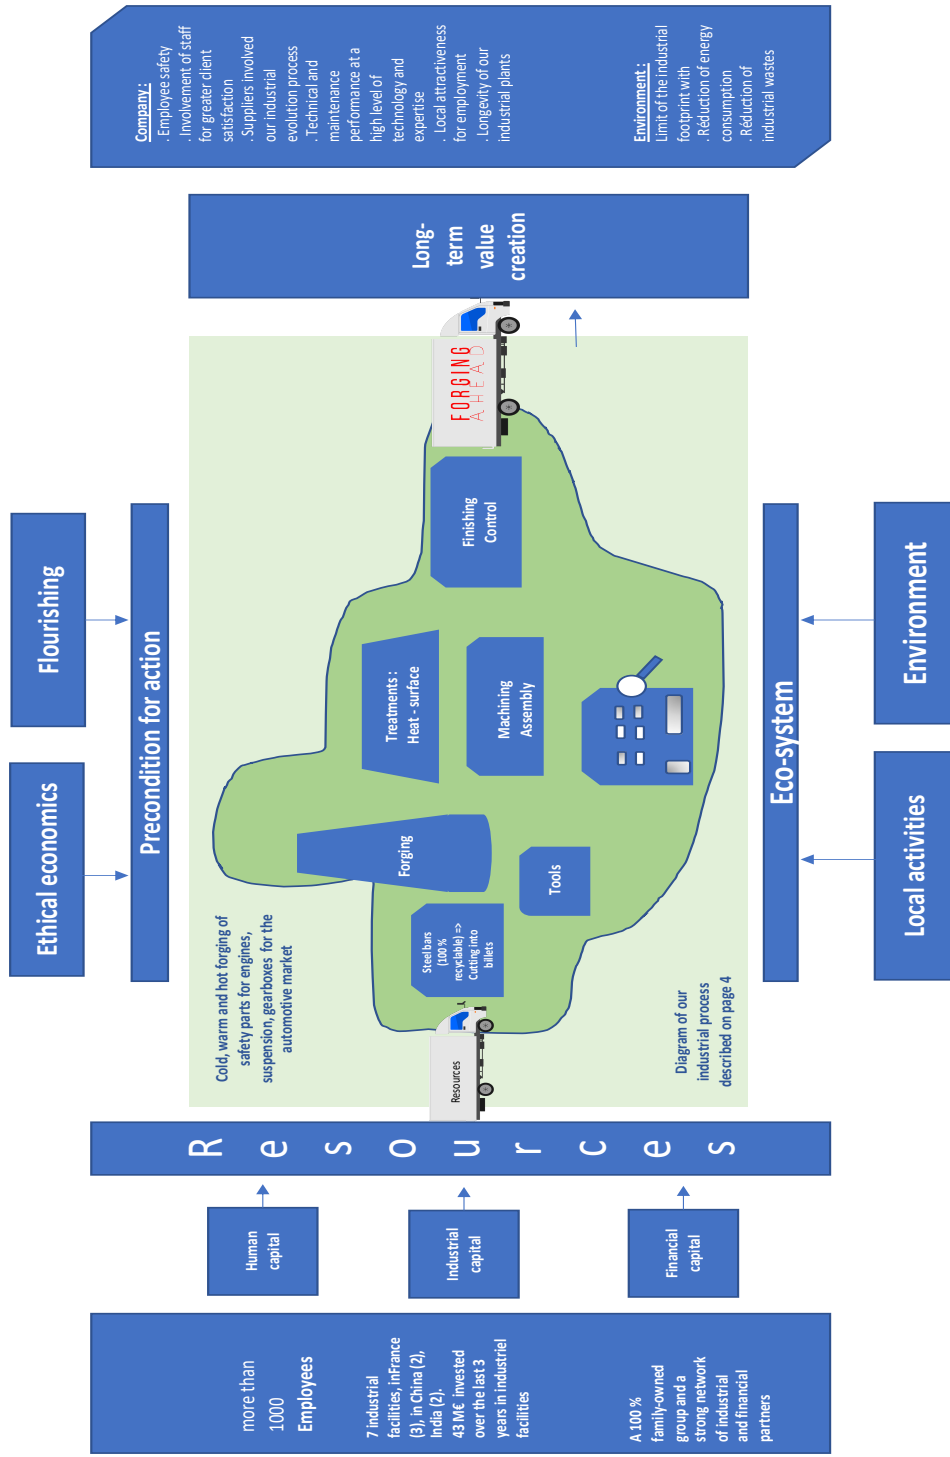 more than
1000
Employees
7 industrial
facilities, inFrance
(3), in China (2),
India (2).
43 M€ invested
over the last 3
years in industriel
facilities
A 100 %
family-owned
group and a
strong network
of industrial
and financial
partners
Human
capital
Industrial
capital
Financial
capital
Resources
Ethical economics
Flourishing
Precondition for action
Cold, warm and hot forging of
safety parts for engines,
suspension, gearboxes for the
automotive market
Resources
Steel bars
(100 %
recyclable) =>
Cutting into
billets
Forging
Tools
Treatments :
Heat - surface
Machining
Assembly
Finishing
Control
FORGING
AHEAD
Diagram of our
industrial process
described on page 4
Eco-system
Local activities
Environment
Long-
term
value
creation
Company :
. Employee safety
. Involvement of staff
for greater client
satisfaction
. Suppliers involved
our industrial
evolution process
. Technical and
maintenance
performance at a
high level of
technology and
expertise
. Local attractiveness
for employment
. Longevity of our
industrial plants
Environment :
Limit of the industrial
footprint with
. Réduction of energy
consumption
. Réduction of
industrial wastes